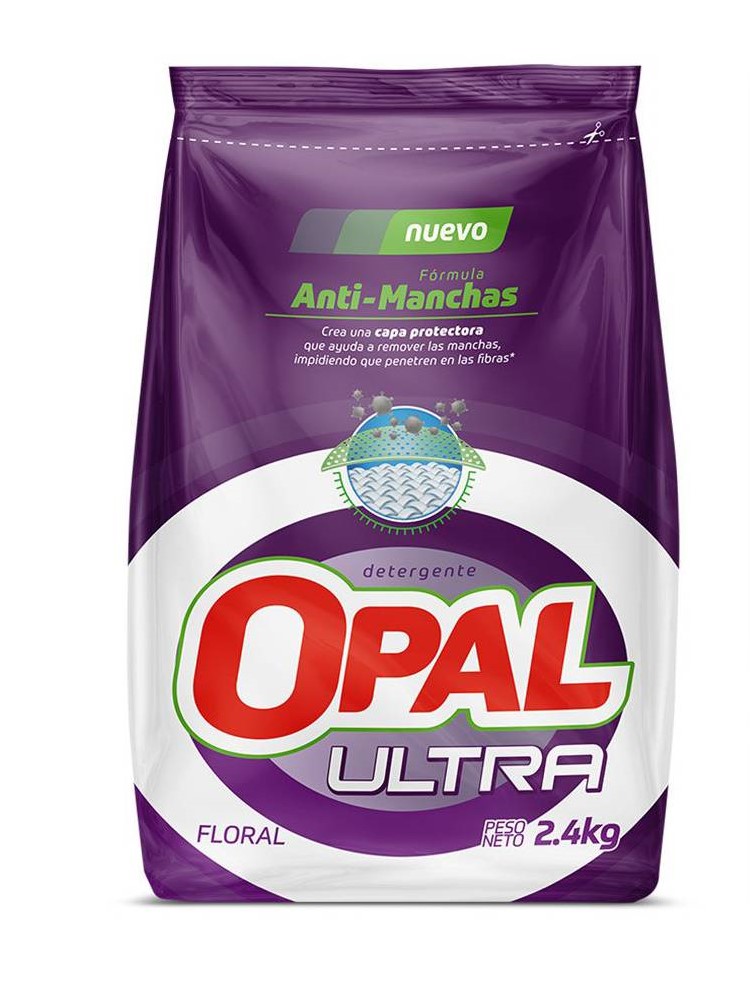 nuevo
Fórmula
Anti-Manchas
Crea una capa protectora
que ayuda a remover las manchas,
impidiendo que penetren en las fibras*
detergente
OPAL
ULTRA
FLORAL
PESO
NETO 2.4kg